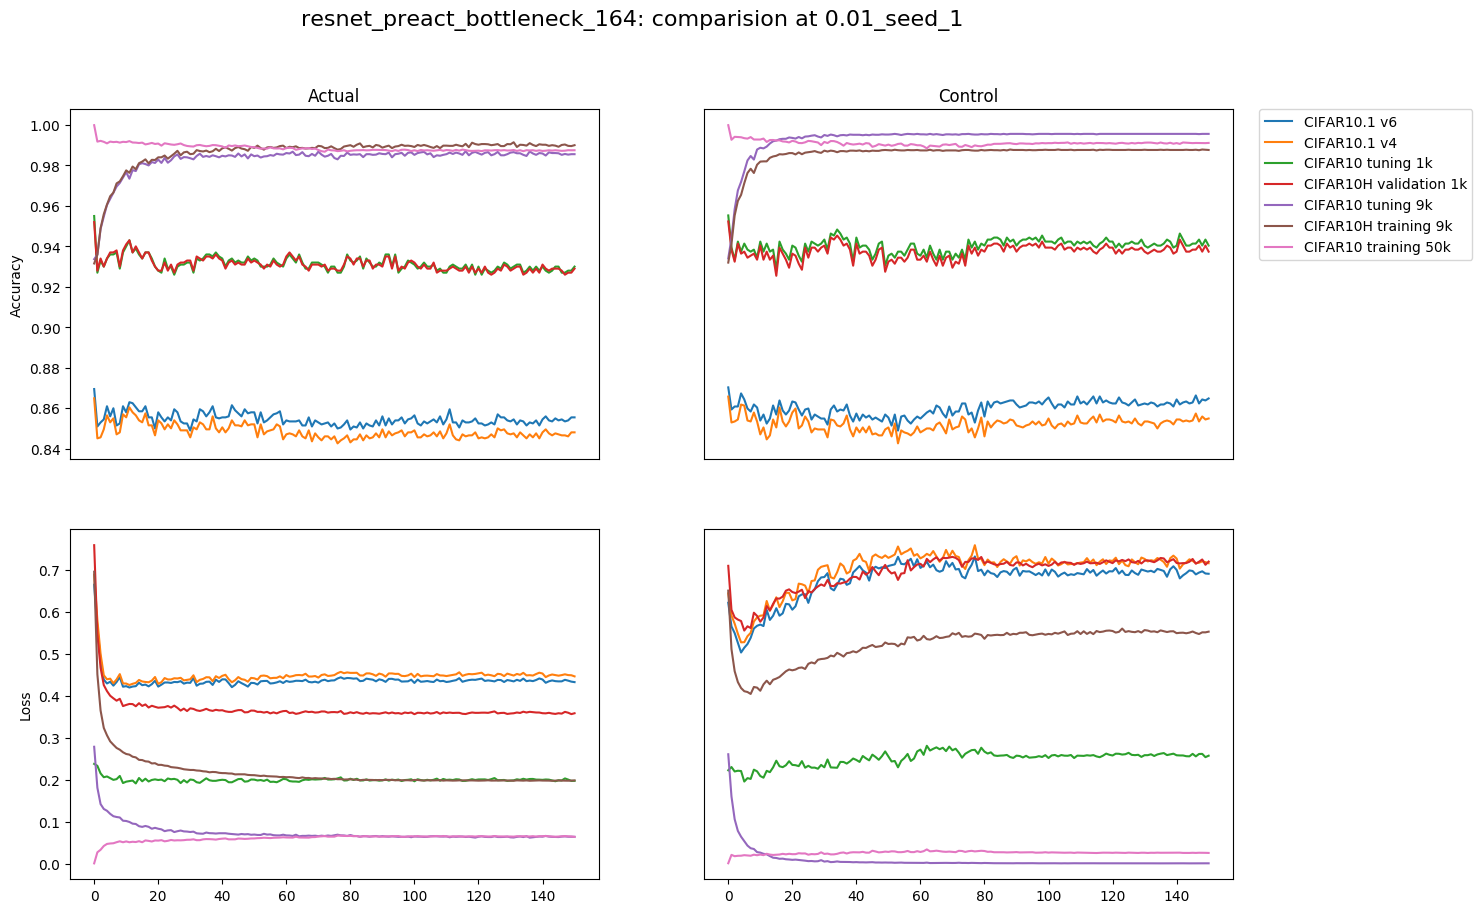 resnet_preact_bottleneck_164: comparision at 0.01_seed_1
Actual
Control
Accuracy
1.00
0.98
0.96
0.94
0.92
0.90
0.88
0.86
0.84
CIFAR10.1 v6
CIFAR10.1 v4
CIFAR10 tuning 1k
CIFAR10H validation 1k
CIFAR10 tuning 9k
CIFAR10H training 9k
CIFAR10 training 50k
Loss
0.7
0.6
0.5
0.4
0.3
0.2
0.1
0.0
0 20 40 60 80 100 120 140
0 20 40 60 80 100 120 140